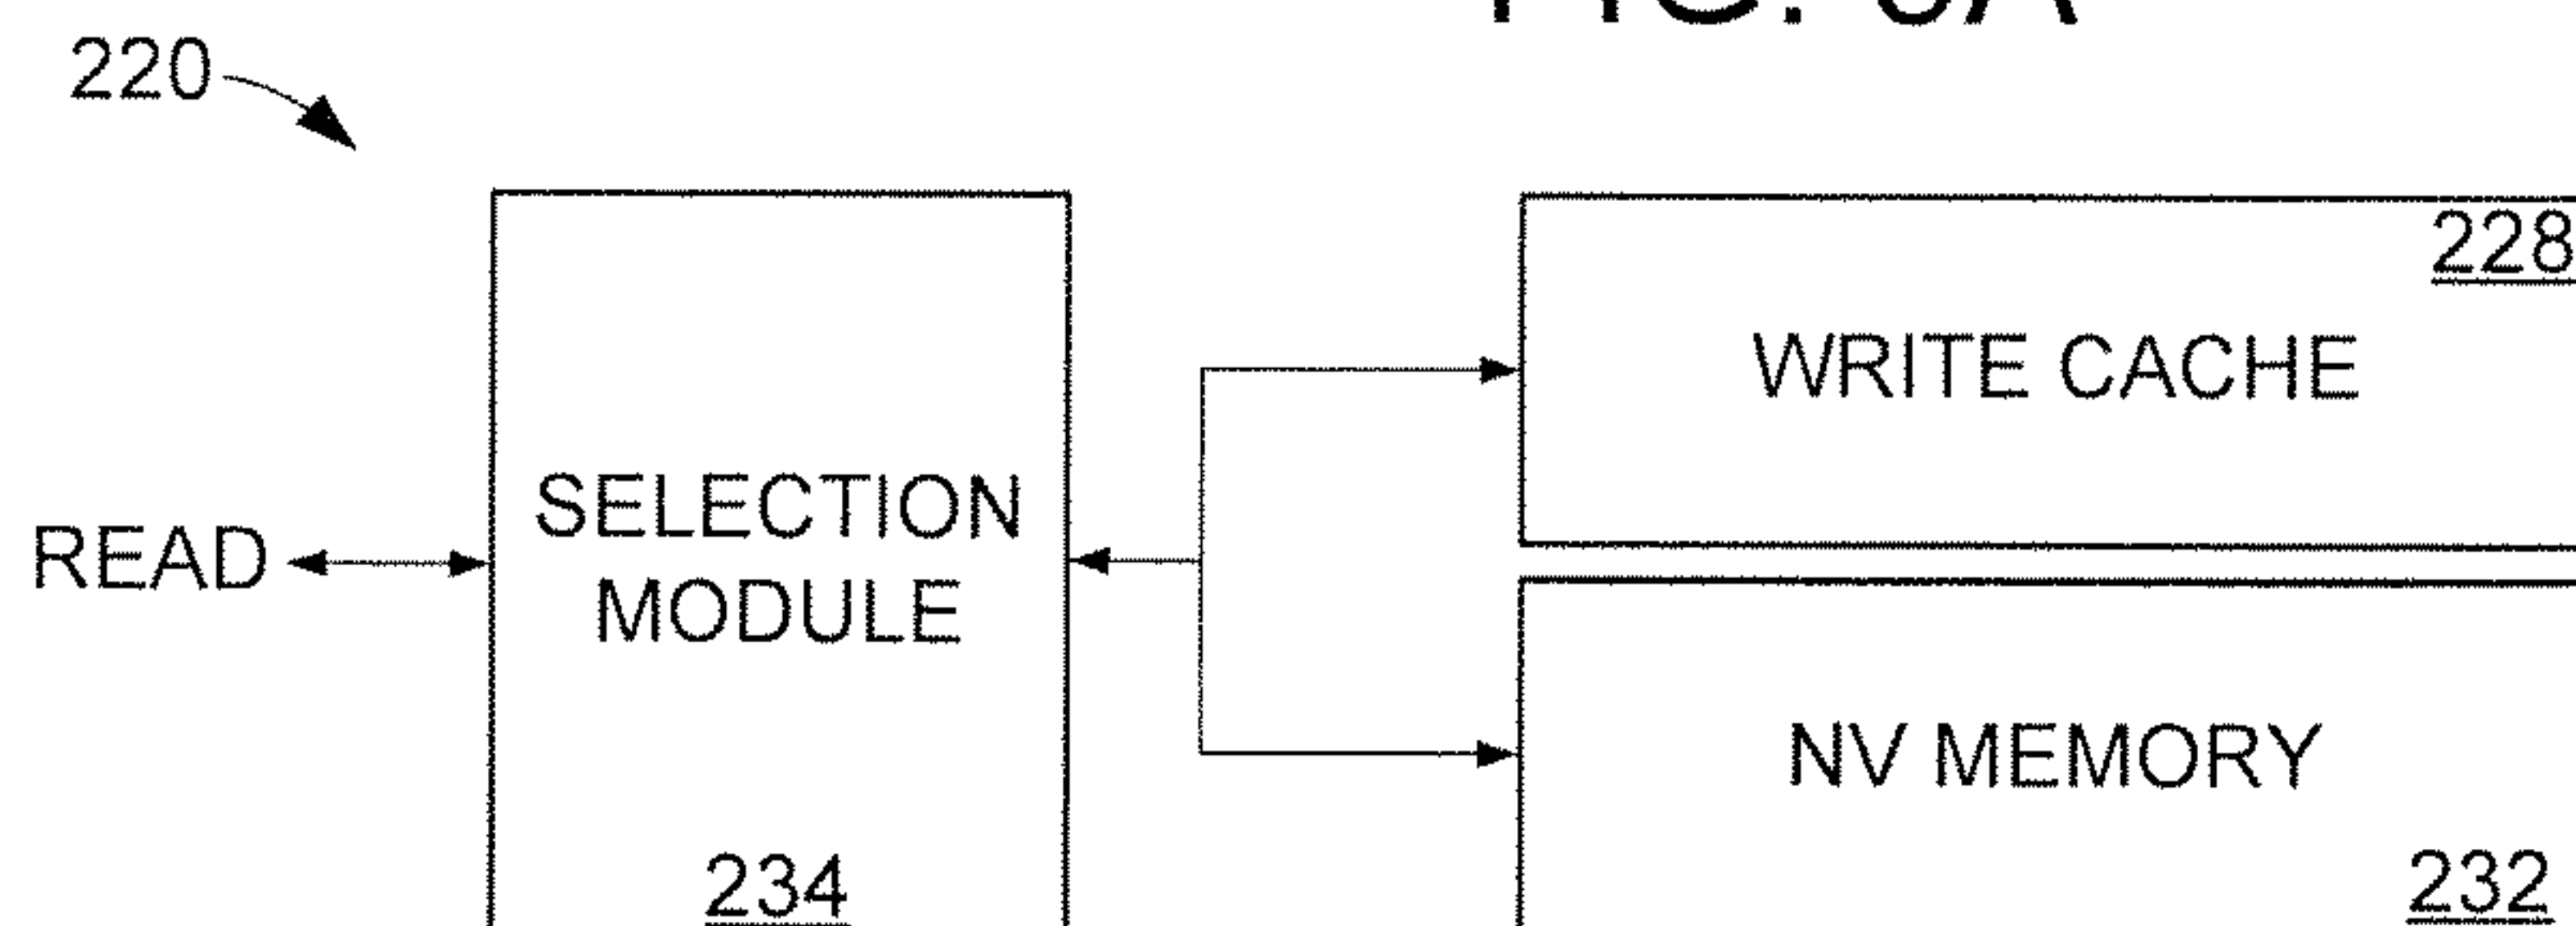 220
228
WRITE CACHE
SELECTION
MODULE
READ
NV MEMORY
234
232